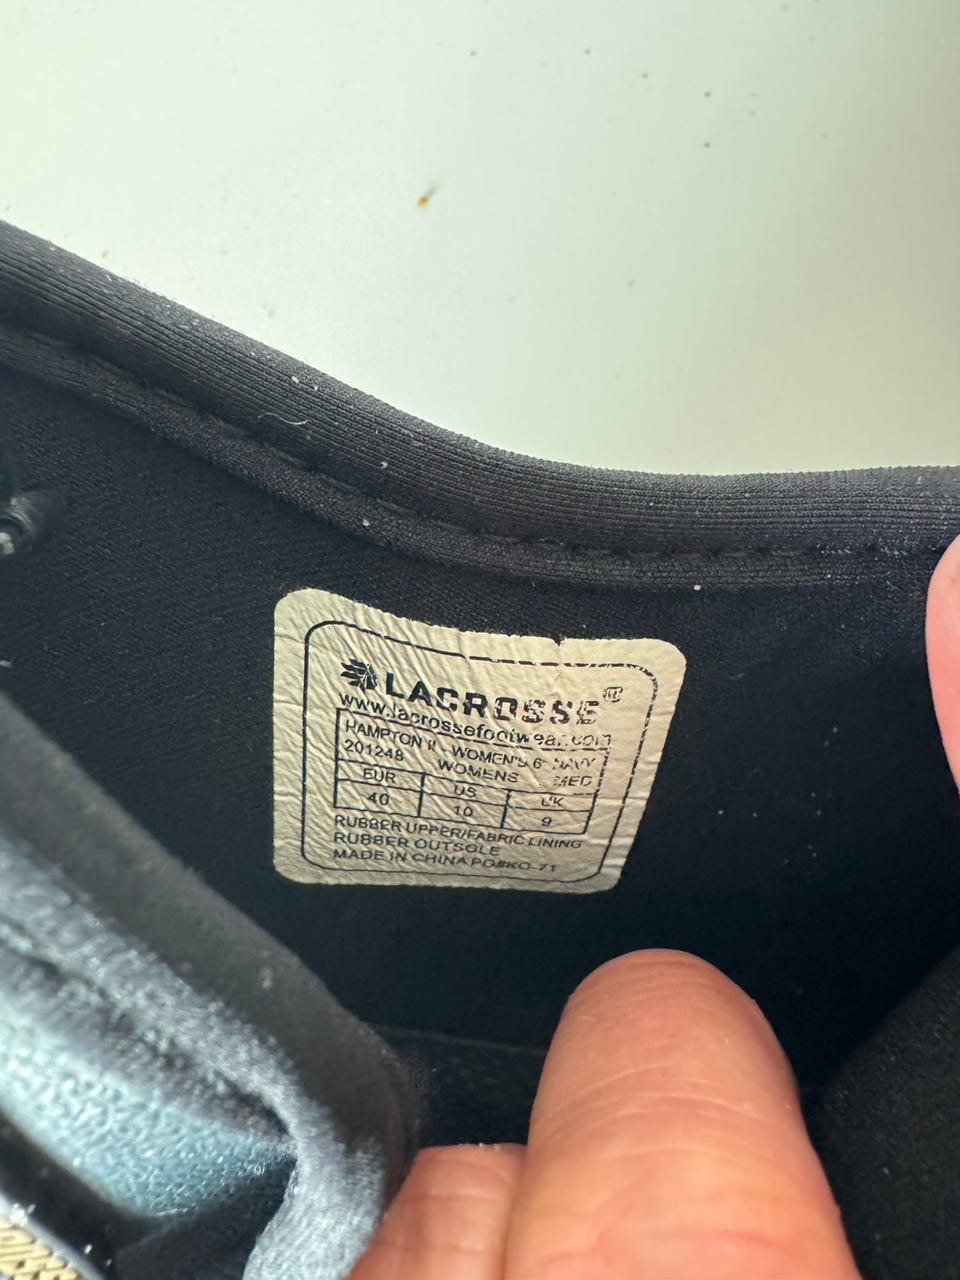 LACROSSE
www.lacrossefootwear.com
HAMPTON II - WOMEN'S 6" NAVY
201248 WOMENS MED
EUR US UK
40 10 9
RUBBER UPPER/FABRIC LINING
RUBBER OUTSOLE
MADE IN CHINA